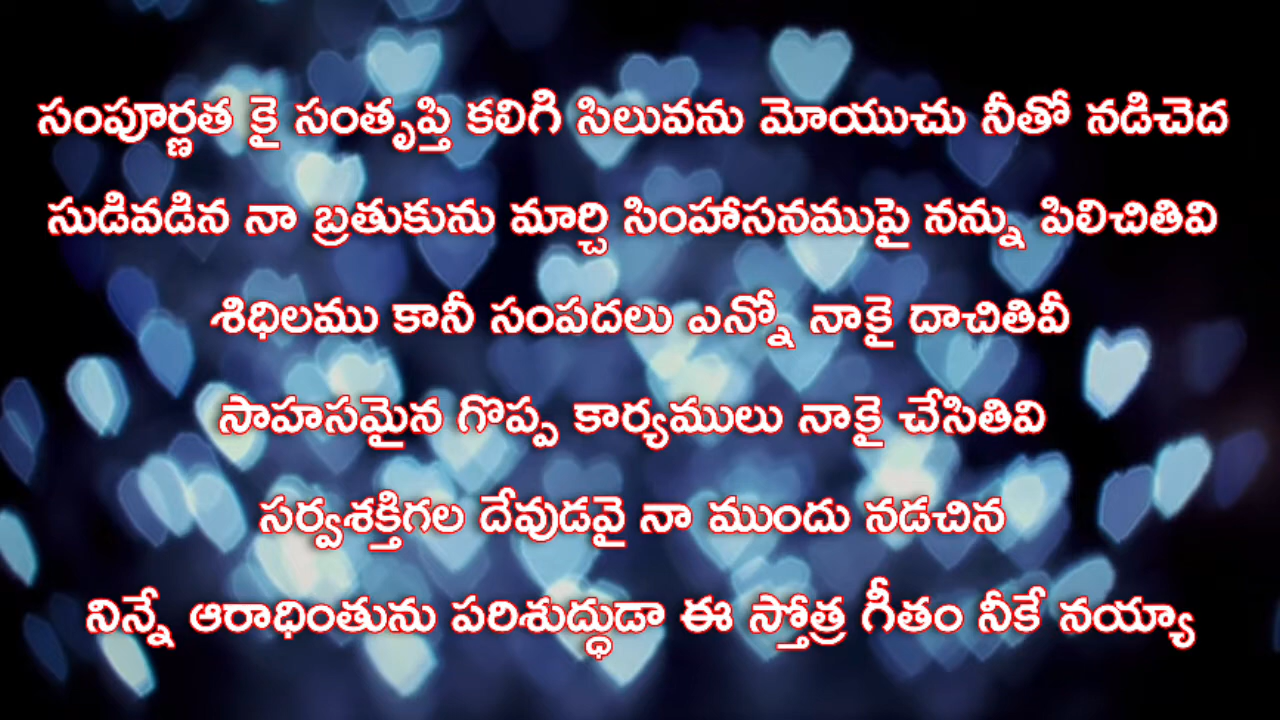 సంపూర్ణత కై సంతృప్తి కలిగి సిలువను మోయుచు నీతో నడిచెద
సుడివడిన నా బ్రతుకును మార్చి సింహాసనముపై నన్ను పిలిచితివి
శిధిలము కానీ సంపదలు ఎన్నో నాకై దాచితివీ
సాహసమైన గొప్ప కార్యములు నాకై చేసితివి
సర్వశక్తిగల దేవుడవై నా ముందు నడచిన
నిన్నే ఆరాధింతును పరిశుద్ధుడా ఈ స్తోత్ర గీతం నీకే నయ్యా